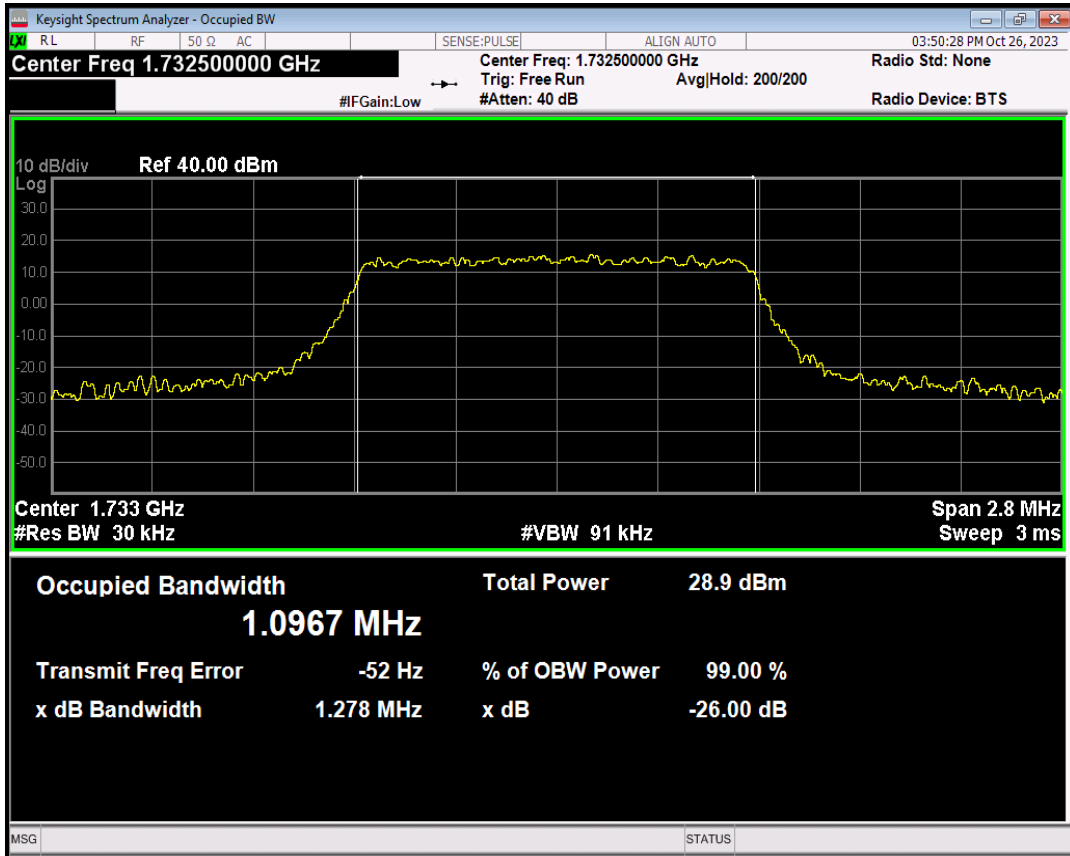 Keysight Spectrum Analyzer - Occupied BW
LXI RL RF 50 Ω AC SENSE:PULSE ALIGN AUTO 03:50:28 PM Oct 26, 2023
Center Freq 1.732500000 GHz Center Freq: 1.732500000 GHz Radio Std: None
Trig: Free Run Avg|Hold: 200/200
#IFGain:Low #Atten: 40 dB Radio Device: BTS
10 dB/div Ref 40.00 dBm
Log
30.0
20.0
10.0
0.00
-10.0
-20.0
-30.0
-40.0
-50.0
Center 1.733 GHz Span 2.8 MHz
#Res BW 30 kHz #VBW 91 kHz Sweep 3 ms
Occupied Bandwidth Total Power 28.9 dBm
1.0967 MHz
Transmit Freq Error -52 Hz % of OBW Power 99.00 %
x dB Bandwidth 1.278 MHz x dB -26.00 dB
MSG STATUS